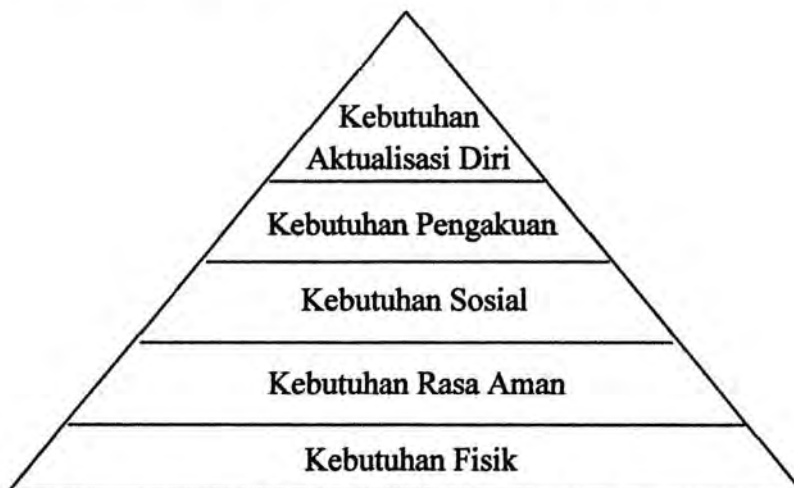 Kebutuhan
Aktualisasi Diri
Kebutuhan Pengakuan
Kebutuhan Sosial
Kebutuhan Rasa Aman
Kebutuhan Fisik